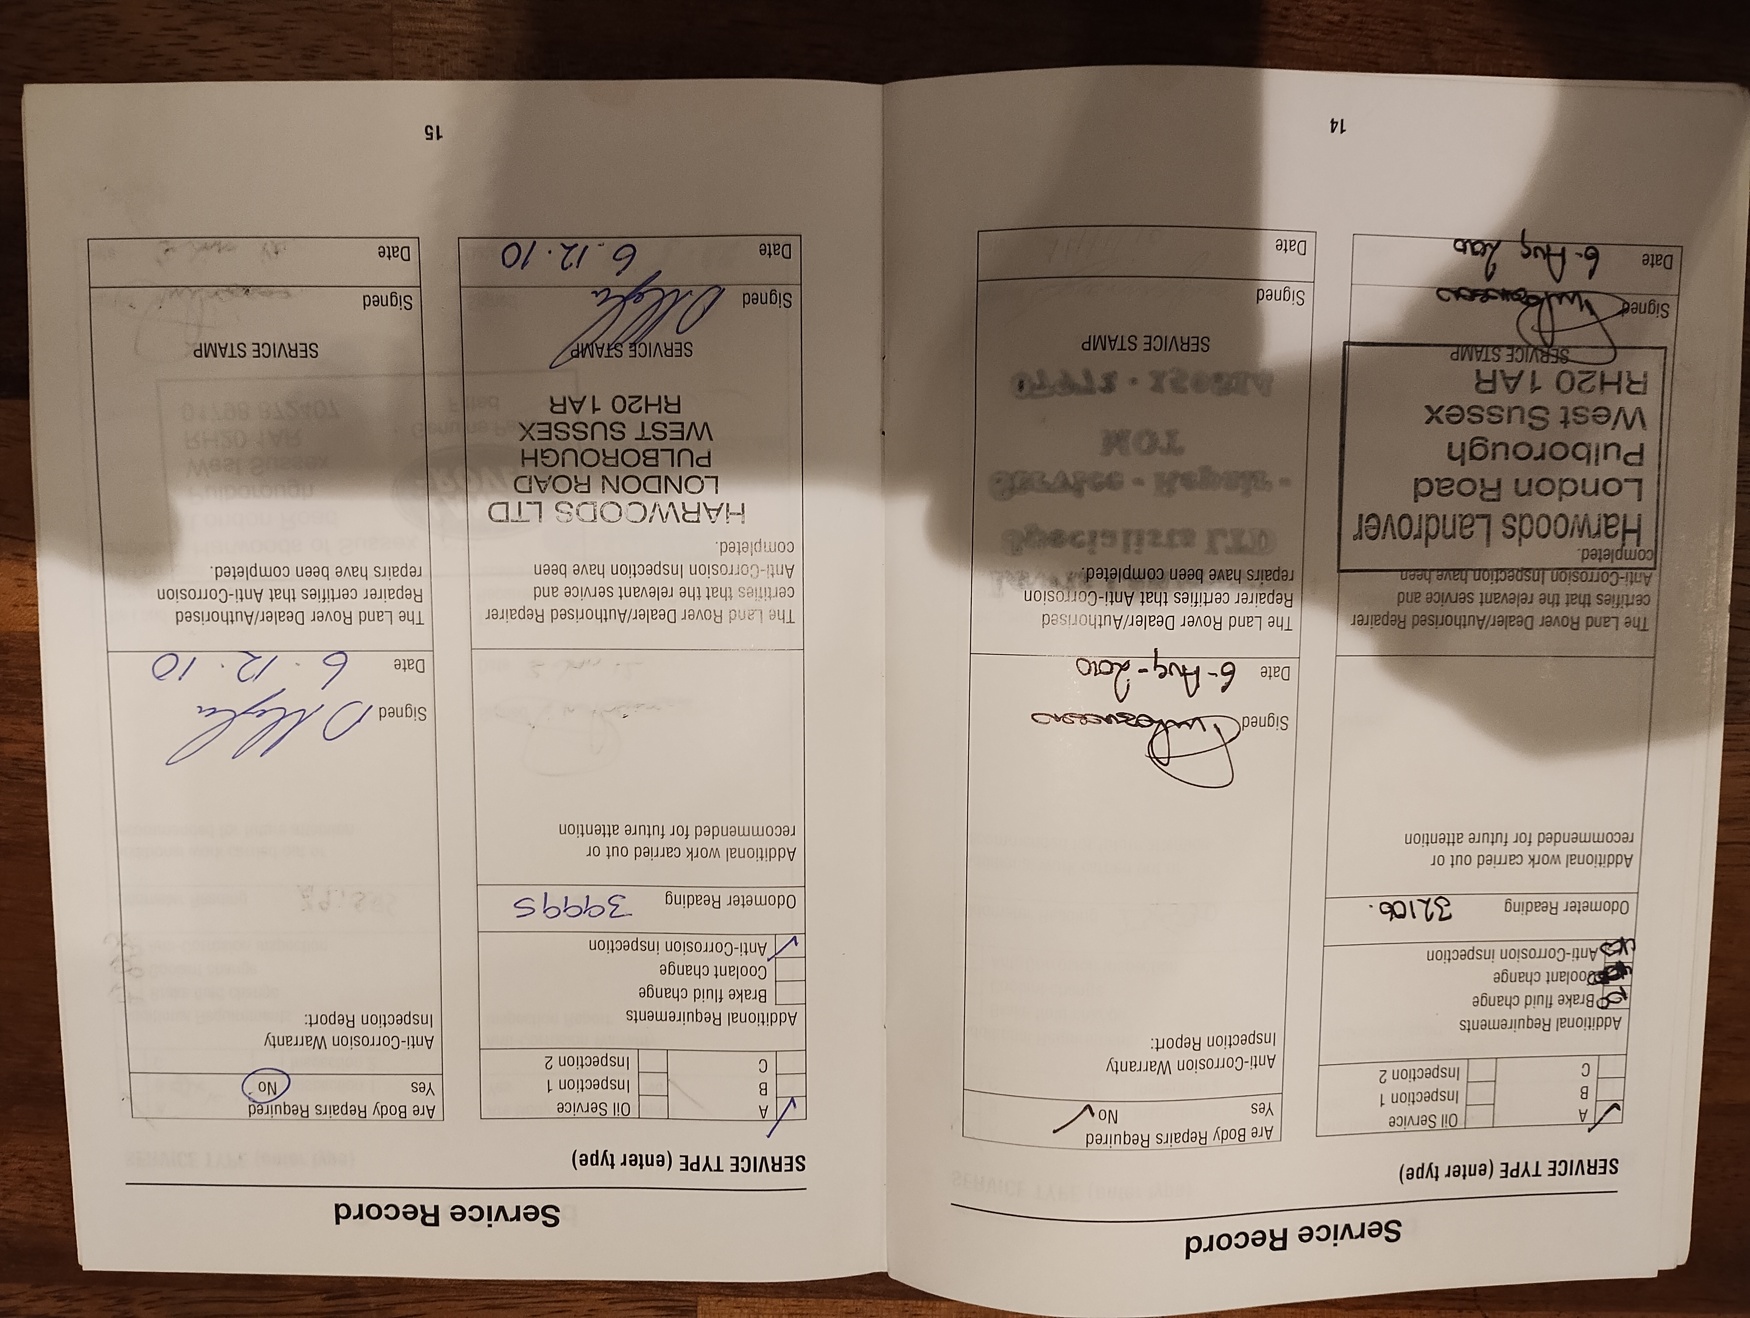 Service Record
SERVICE TYPE (enter type)
A Oil Service
B Inspection 1
C Inspection 2
Additional Requirements
Brake fluid change
Coolant change
Anti-Corrosion inspection
Odometer Reading 32106.
Additional work carried out or
recommended for future attention
The Land Rover Dealer/Authorised Repairer
certifies that the relevant service and
Anti-Corrosion Inspection have been
completed.
Harwoods Landrover
London Road
Pulborough
West Sussex
RH20 1AR
SERVICE STAMP
Signed
Date 6-Aug 2010
Are Body Repairs Required
Yes No
Anti-Corrosion Warranty
Inspection Report:
Signed
Date 6-Aug-2010
The Land Rover Dealer/Authorised
Repairer certifies that Anti-Corrosion
repairs have been completed.
SERVICE STAMP
Signed
Date
14
Service Record
SERVICE TYPE (enter type)
A Oil Service
B Inspection 1
C Inspection 2
Additional Requirements
Brake fluid change
Coolant change
Anti-Corrosion inspection
Odometer Reading 39995
Additional work carried out or
recommended for future attention
The Land Rover Dealer/Authorised Repairer
certifies that the relevant service and
Anti-Corrosion Inspection have been
completed.
HARWOODS LTD
LONDON ROAD
PULBOROUGH
WEST SUSSEX
RH20 1AR
SERVICE STAMP
Signed
Date 6.12.10
Are Body Repairs Required
Yes No
Anti-Corrosion Warranty
Inspection Report:
Signed
Date 6.12.10
The Land Rover Dealer/Authorised
Repairer certifies that Anti-Corrosion
repairs have been completed.
SERVICE STAMP
Signed
Date
15